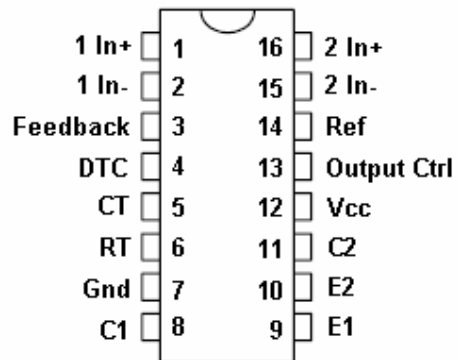 1 In+ 1 16 2 In+
1 In- 2 15 2 In-
Feedback 3 14 Ref
DTC 4 13 Output Ctrl
CT 5 12 Vcc
RT 6 11 C2
Gnd 7 10 E2
C1 8 9 E1